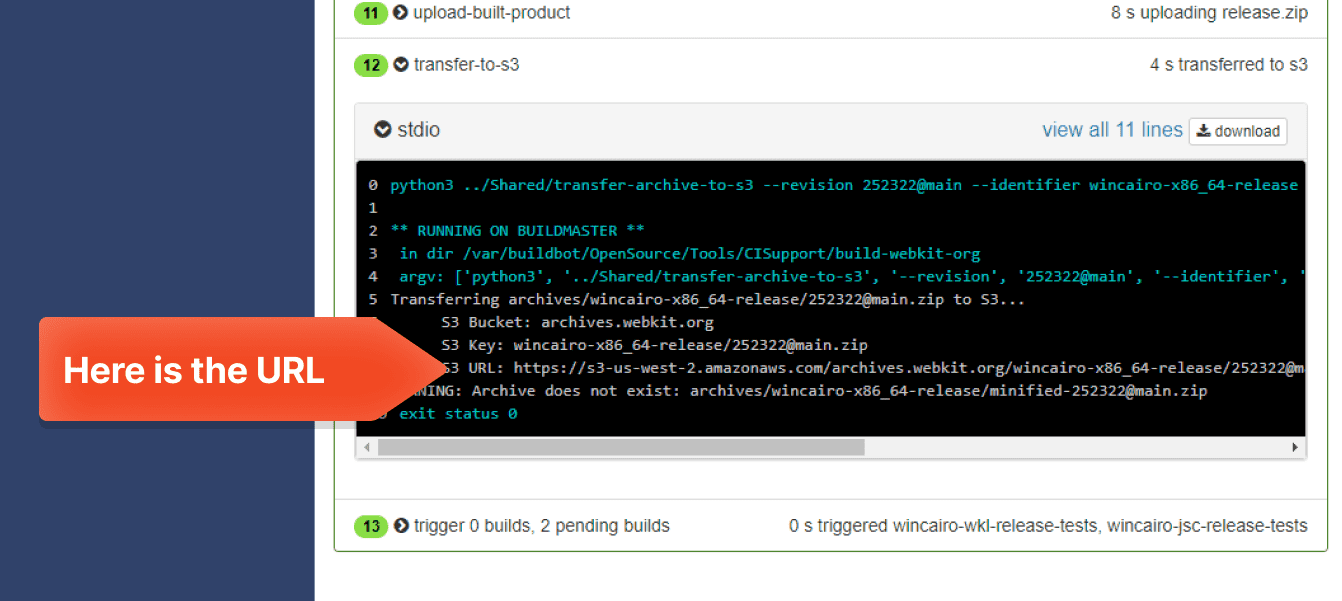 11 upload-built-product 8 s uploading release.zip
12 transfer-to-s3 4 s transferred to s3
stdio view all 11 lines download
0 python3 ../Shared/transfer-archive-to-s3 --revision 252322@main --identifier wincairo-x86_64-release
1
2 ** RUNNING ON BUILDMASTER **
3 in dir /var/buildbot/OpenSource/Tools/CISupport/build-webkit-org
4 argv: ['python3', '../Shared/transfer-archive-to-s3', '--revision', '252322@main', '--identifier', '
5 Transferring archives/wincairo-x86_64-release/252322@main.zip to S3...
S3 Bucket: archives.webkit.org
S3 Key: wincairo-x86_64-release/252322@main.zip
Here is the URL
S3 URL: https://s3-us-west-2.amazonaws.com/archives.webkit.org/wincairo-x86_64-release/252322@m
NING: Archive does not exist: archives/wincairo-x86_64-release/minified-252322@main.zip
exit status 0
13 trigger 0 builds, 2 pending builds 0 s triggered wincairo-wkl-release-tests, wincairo-jsc-release-tests